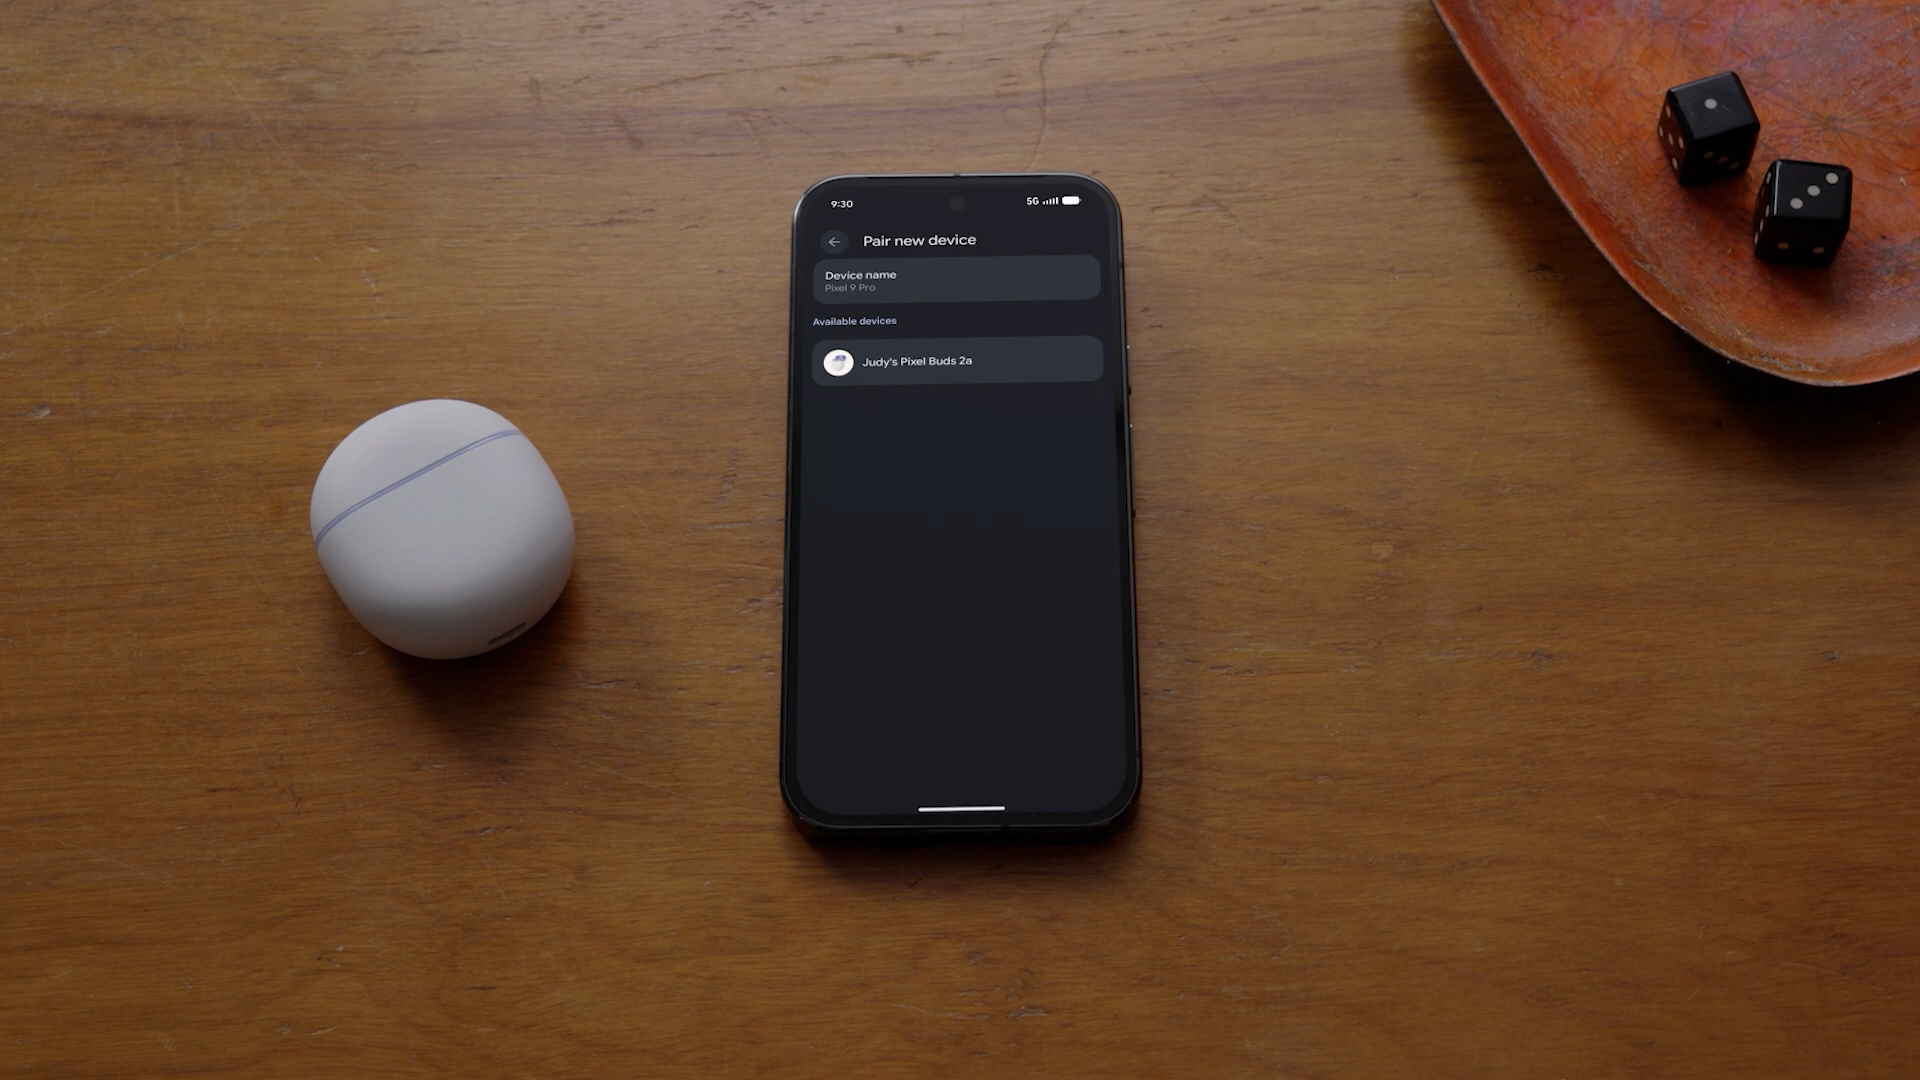 9:30
5G
Pair new device
Device name
Pixel 9 Pro
Available devices
Judy's Pixel Buds 2a